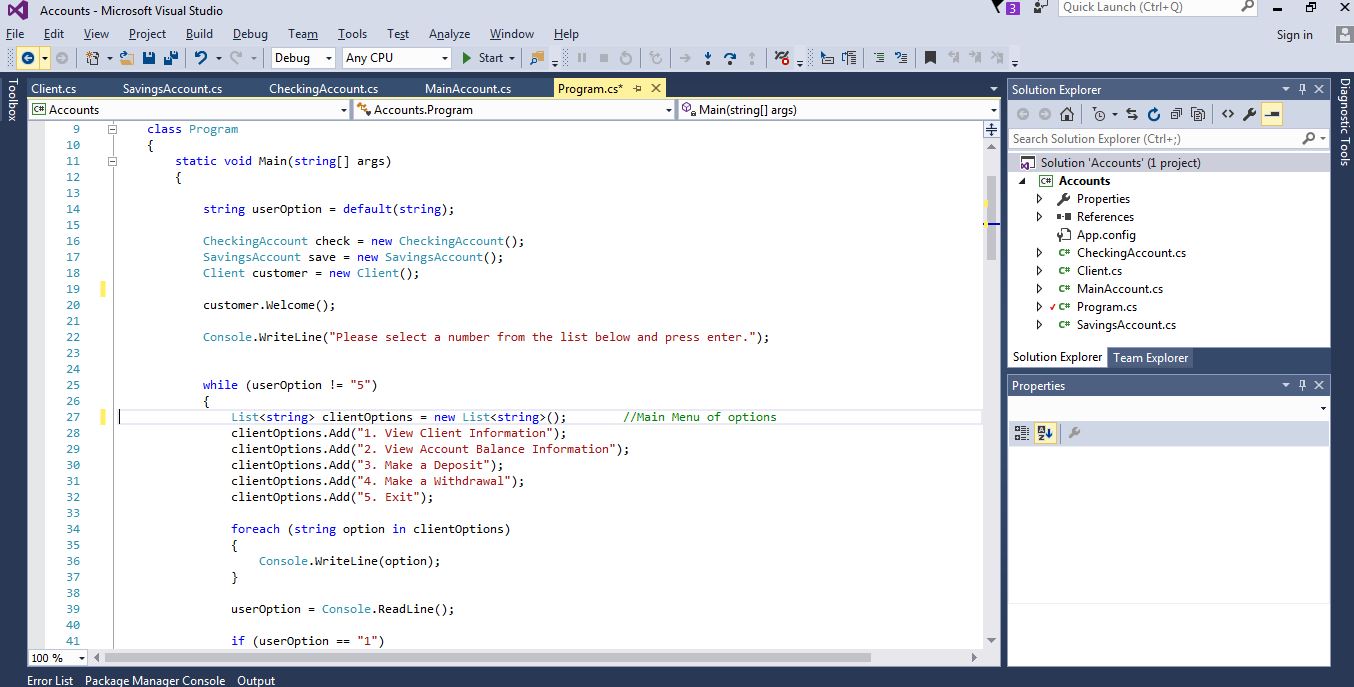 Accounts - Microsoft Visual Studio
3
Quick Launch (Ctrl+Q)
File Edit View Project Build Debug Team Tools Test Analyze Window Help
Sign in
Debug Any CPU Start
Toolbox
Client.cs SavingsAccount.cs CheckingAccount.cs MainAccount.cs Program.cs*
C# Accounts Accounts.Program Main(string[] args)
9 class Program
10 {
11 static void Main(string[] args)
12 {
13
14 string userOption = default(string);
15
16 CheckingAccount check = new CheckingAccount();
17 SavingsAccount save = new SavingsAccount();
18 Client customer = new Client();
19
20 customer.Welcome();
21
22 Console.WriteLine("Please select a number from the list below and press enter.");
23
24
25 while (userOption != "5")
26 {
27 List<string> clientOptions = new List<string>(); //Main Menu of options
28 clientOptions.Add("1. View Client Information");
29 clientOptions.Add("2. View Account Balance Information");
30 clientOptions.Add("3. Make a Deposit");
31 clientOptions.Add("4. Make a Withdrawal");
32 clientOptions.Add("5. Exit");
33
34 foreach (string option in clientOptions)
35 {
36 Console.WriteLine(option);
37 }
38
39 userOption = Console.ReadLine();
40
41 if (userOption == "1")
100 %
Error List Package Manager Console Output
Solution Explorer
Search Solution Explorer (Ctrl+;)
Solution 'Accounts' (1 project)
C# Accounts
Properties
References
App.config
C# CheckingAccount.cs
C# Client.cs
C# MainAccount.cs
C# Program.cs
C# SavingsAccount.cs
Solution Explorer Team Explorer
Properties
Diagnostic Tools